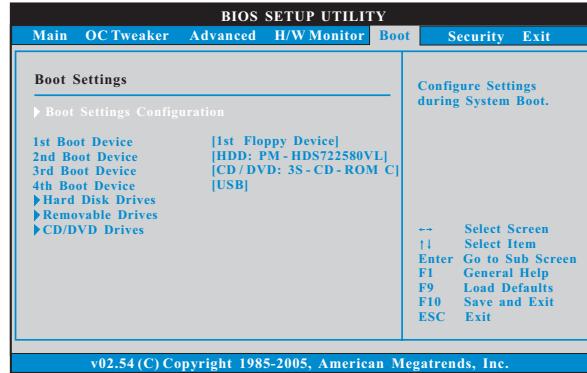 BIOS SETUP UTILITY
Main OC Tweaker Advanced H/W Monitor Boot Security Exit
Boot Settings
Boot Settings Configuration
1st Boot Device [1st Floppy Device]
2nd Boot Device [HDD: PM - HDS722580VL]
3rd Boot Device [CD / DVD: 3S - CD - ROM C]
4th Boot Device [USB]
Hard Disk Drives
Removable Drives
CD/DVD Drives
Configure Settings
during System Boot.
←→ Select Screen
↑↓ Select Item
Enter Go to Sub Screen
F1 General Help
F9 Load Defaults
F10 Save and Exit
ESC Exit
v02.54 (C) Copyright 1985-2005, American Megatrends, Inc.